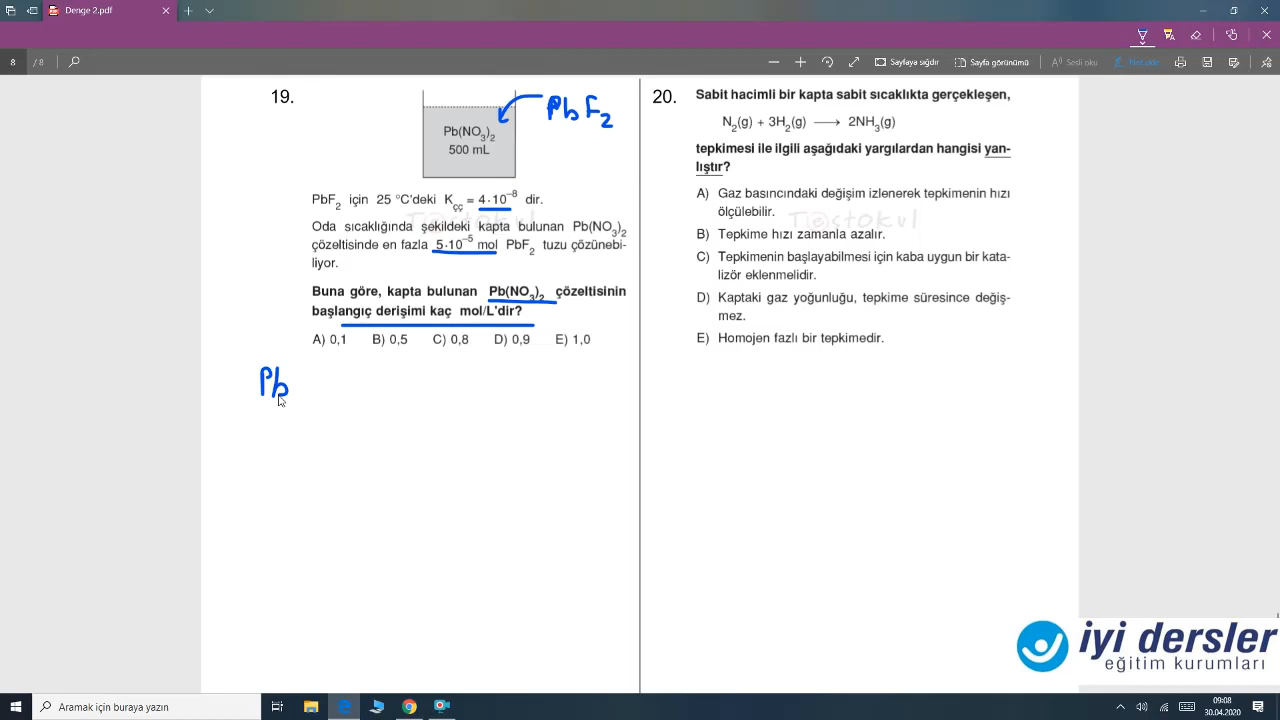 Denge 2.pdf
8 /8
Sayfaya sığdır
Sayfa görünümü
Sesli oku
Not ekle
19.
PbF2
Pb(NO3)2
500 mL
PbF2 için 25 °C'deki Kçç = 4·10–8 dir.
Oda sıcaklığında şekildeki kapta bulunan Pb(NO3)2
çözeltisinde en fazla 5·10–5 mol PbF2 tuzu çözünebi-
liyor.
Buna göre, kapta bulunan Pb(NO3)2 çözeltisinin
başlangıç derişimi kaç mol/L'dir?
A) 0,1 B) 0,5 C) 0,8 D) 0,9 E) 1,0
Pb
20. Sabit hacimli bir kapta sabit sıcaklıkta gerçekleşen,
N2(g) + 3H2(g) ⟶ 2NH3(g)
tepkimesi ile ilgili aşağıdaki yargılardan hangisi yan-
lıştır?
A) Gaz basıncındaki değişim izlenerek tepkimenin hızı
ölçülebilir.
B) Tepkime hızı zamanla azalır.
C) Tepkimenin başlayabilmesi için kaba uygun bir kata-
lizör eklenmelidir.
D) Kaptaki gaz yoğunluğu, tepkime süresince değiş-
mez.
E) Homojen fazlı bir tepkimedir.
iyi dersler
eğitim kurumları
Aramak için buraya yazın
09:08
30.04.2020